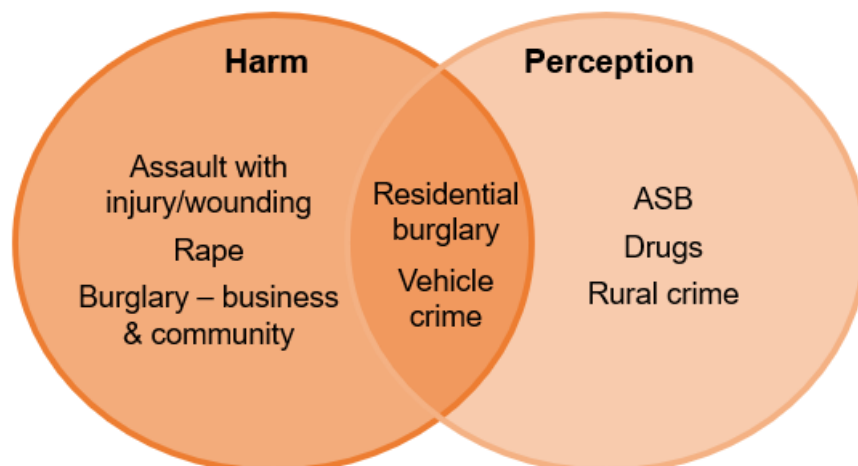 Harm
Perception
Assault with
injury/wounding
Rape
Burglary – business
& community
Residential
burglary
Vehicle
crime
ASB
Drugs
Rural crime